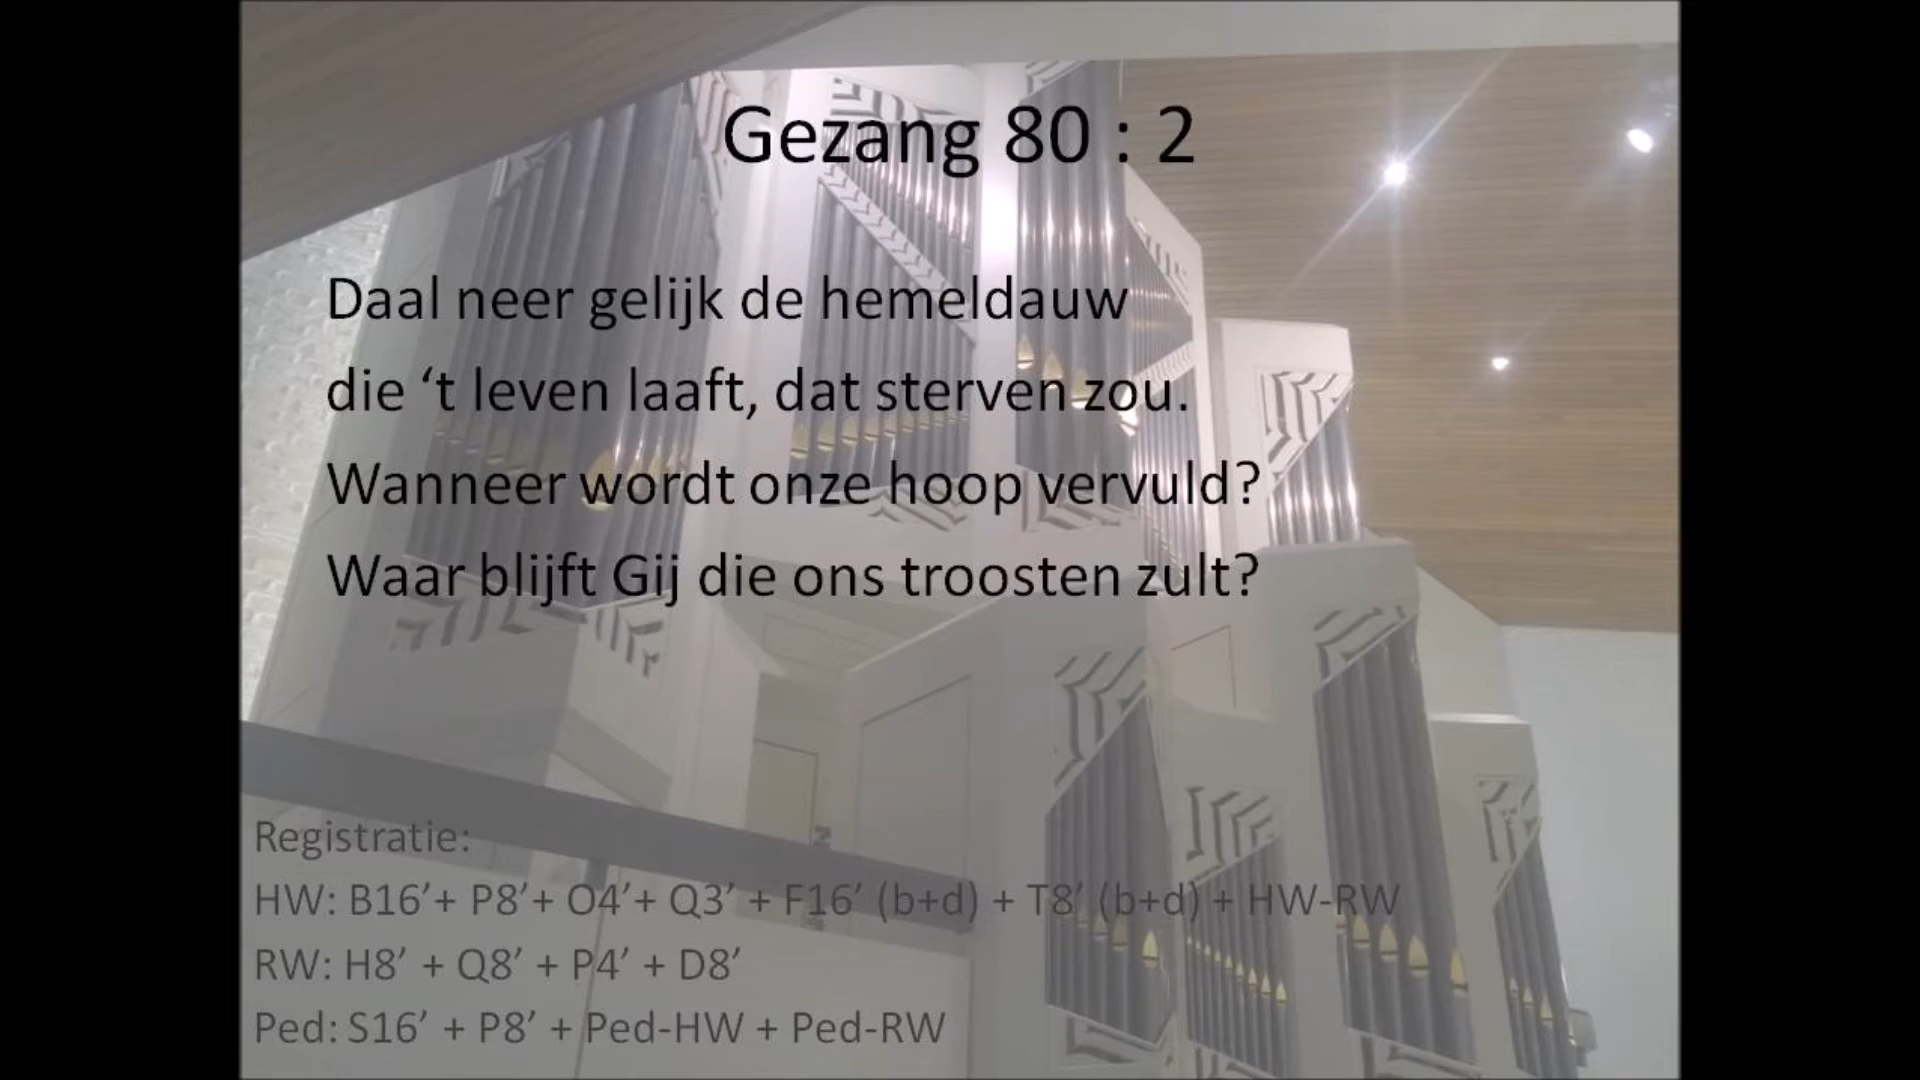 Gezang 80 : 2
Daal neer gelijk de hemeldauw
die ‘t leven laaft, dat sterven zou.
Wanneer wordt onze hoop vervuld?
Waar blijft Gij die ons troosten zult?
Registratie:
HW: B16’+ P8’+ O4’+ Q3’ + F16’ (b+d) + T8’ (b+d) + HW-RW
RW: H8’ + Q8’ + P4’ + D8’
Ped: S16’ + P8’ + Ped-HW + Ped-RW